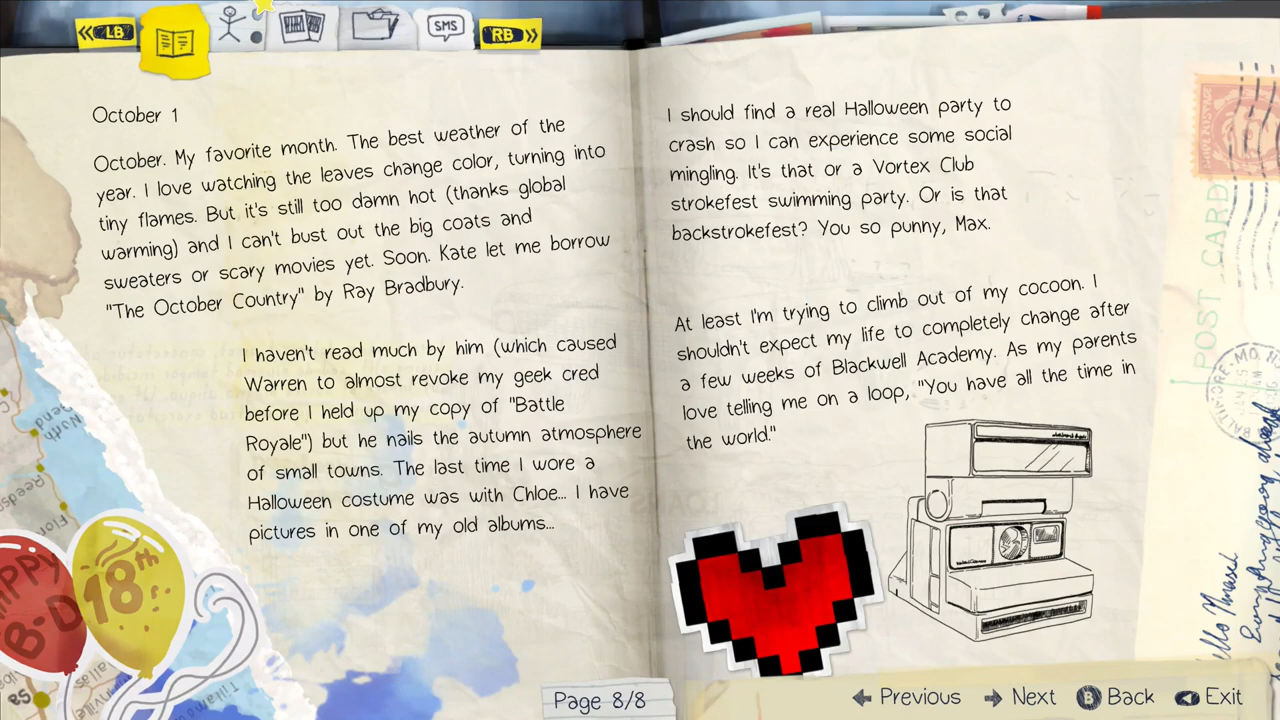 LB
SMS
RB
October 1
October. My favorite month. The best weather of the
year. I love watching the leaves change color, turning into
tiny flames. But it's still too damn hot (thanks global
warming) and I can't bust out the big coats and
sweaters or scary movies yet. Soon. Kate let me borrow
"The October Country" by Ray Bradbury.
I haven't read much by him (which caused
Warren to almost revoke my geek cred
before I held up my copy of "Battle
Royale") but he nails the autumn atmosphere
of small towns. The last time I wore a
Halloween costume was with Chloe... I have
pictures in one of my old albums...
I should find a real Halloween party to
crash so I can experience some social
mingling. It's that or a Vortex Club
strokefest swimming party. Or is that
backstrokefest? You so punny, Max.
At least I'm trying to climb out of my cocoon. I
shouldn't expect my life to completely change after
a few weeks of Blackwell Academy. As my parents
love telling me on a loop, "You have all the time in
the world."
18th
B-D
POST CARD
North
Bend
Page 8/8
Previous
Next
B
Back
Exit